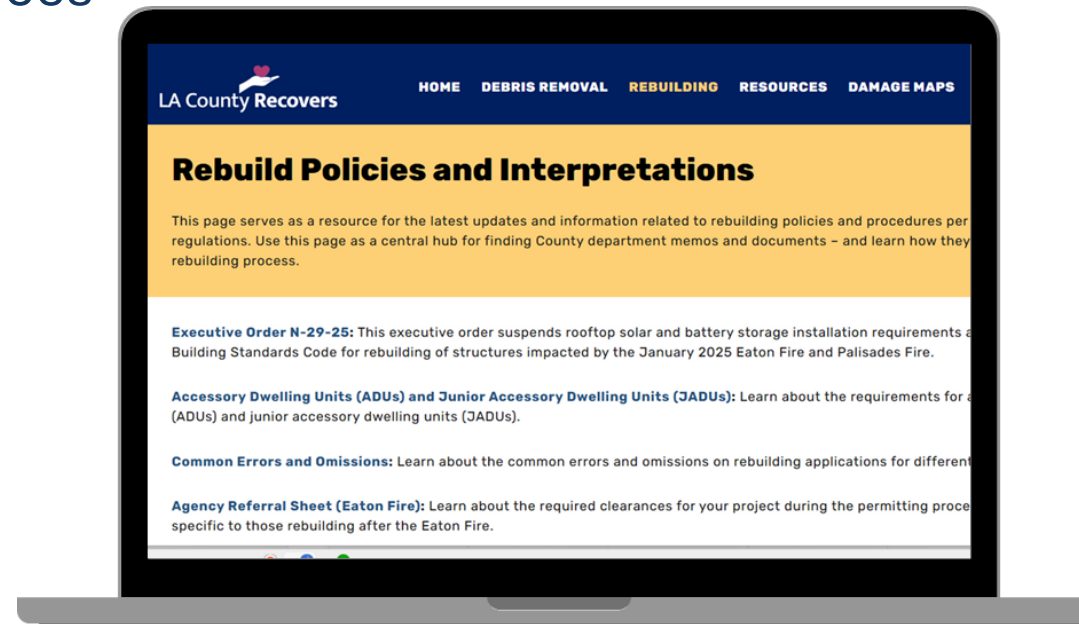 LA County Recovers
HOME DEBRIS REMOVAL REBUILDING RESOURCES DAMAGE MAPS
Rebuild Policies and Interpretations
This page serves as a resource for the latest updates and information related to rebuilding policies and procedures per
regulations. Use this page as a central hub for finding County department memos and documents – and learn how they
rebuilding process.
Executive Order N-29-25: This executive order suspends rooftop solar and battery storage installation requirements
Building Standards Code for rebuilding of structures impacted by the January 2025 Eaton Fire and Palisades Fire.
Accessory Dwelling Units (ADUs) and Junior Accessory Dwelling Units (JADUs): Learn about the requirements for
(ADUs) and junior accessory dwelling units (JADUs).
Common Errors and Omissions: Learn about the common errors and omissions on rebuilding applications for different
Agency Referral Sheet (Eaton Fire): Learn about the required clearances for your project during the permitting
specific to those rebuilding after the Eaton Fire.